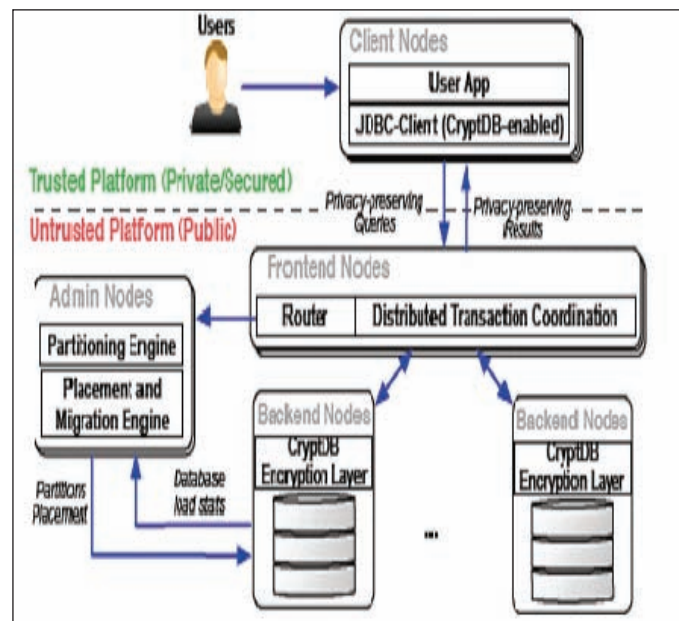 Users
Client Nodes
User App
JDBC-Client (CryptDB-enabled)
Trusted Platform (Private/Secured)
Untrusted Platform (Public)
Privacy-preserving
Queries
Privacy-preserving
Results
Frontend Nodes
Router
Distributed Transaction Coordination
Admin Nodes
Partitioning Engine
Placement and
Migration Engine
Partitions
Placement
Database
load stats
Backend Nodes
CryptDB
Encryption Layer
...
Backend Nodes
CryptDB
Encryption Layer